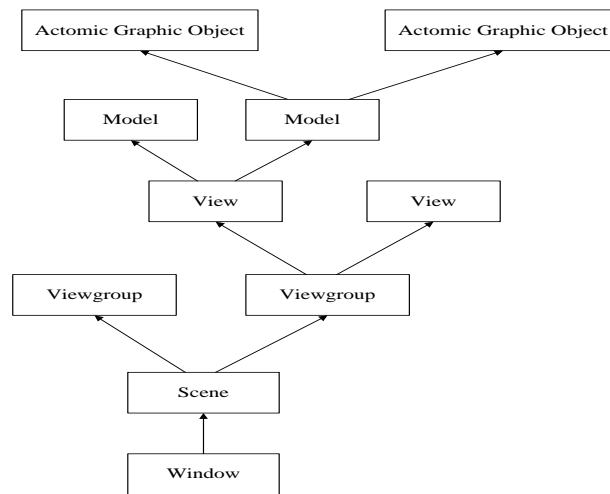 Actomic Graphic Object
Actomic Graphic Object
Model
Model
View
View
Viewgroup
Viewgroup
Scene
Window